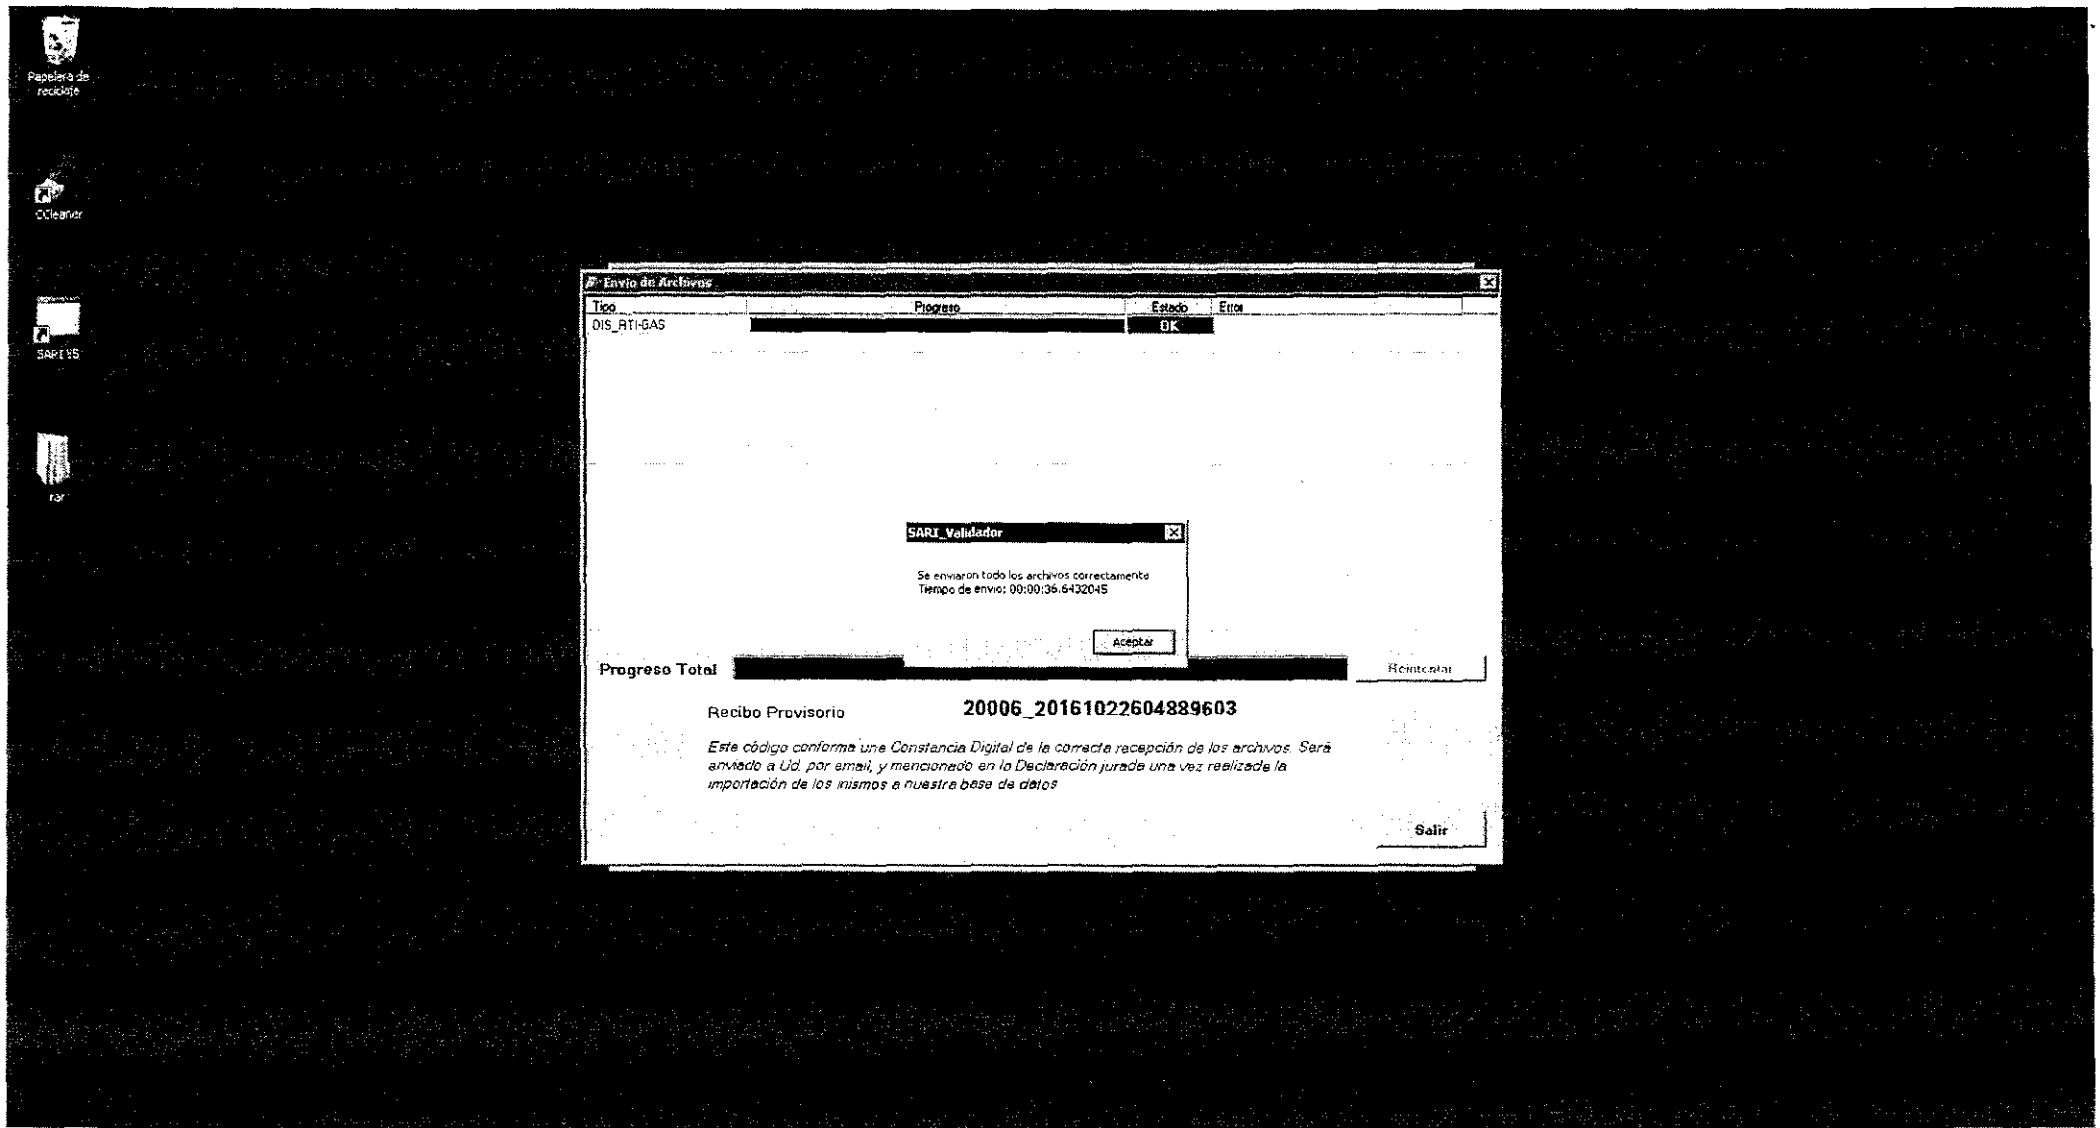 Papelera de
reciclaje
CCleaner
SARI V5
rar
Envio de Archivos
Tipo Progreso Estado Error
DIS_RTI-GAS OK
SARI_Validador
Se enviaron todo los archivos correctamente
Tiempo de envio: 00:00:36.6432045
Aceptar
Progreso Total Reintentar
Recibo Provisorio 20006_20161022604889603
Este código conforma una Constancia Digital de la correcta recepción de los archivos. Será
enviado a Ud. por email, y mencionado en la Declaración jurada una vez realizada la
importación de los mismos a nuestra base de datos
Salir